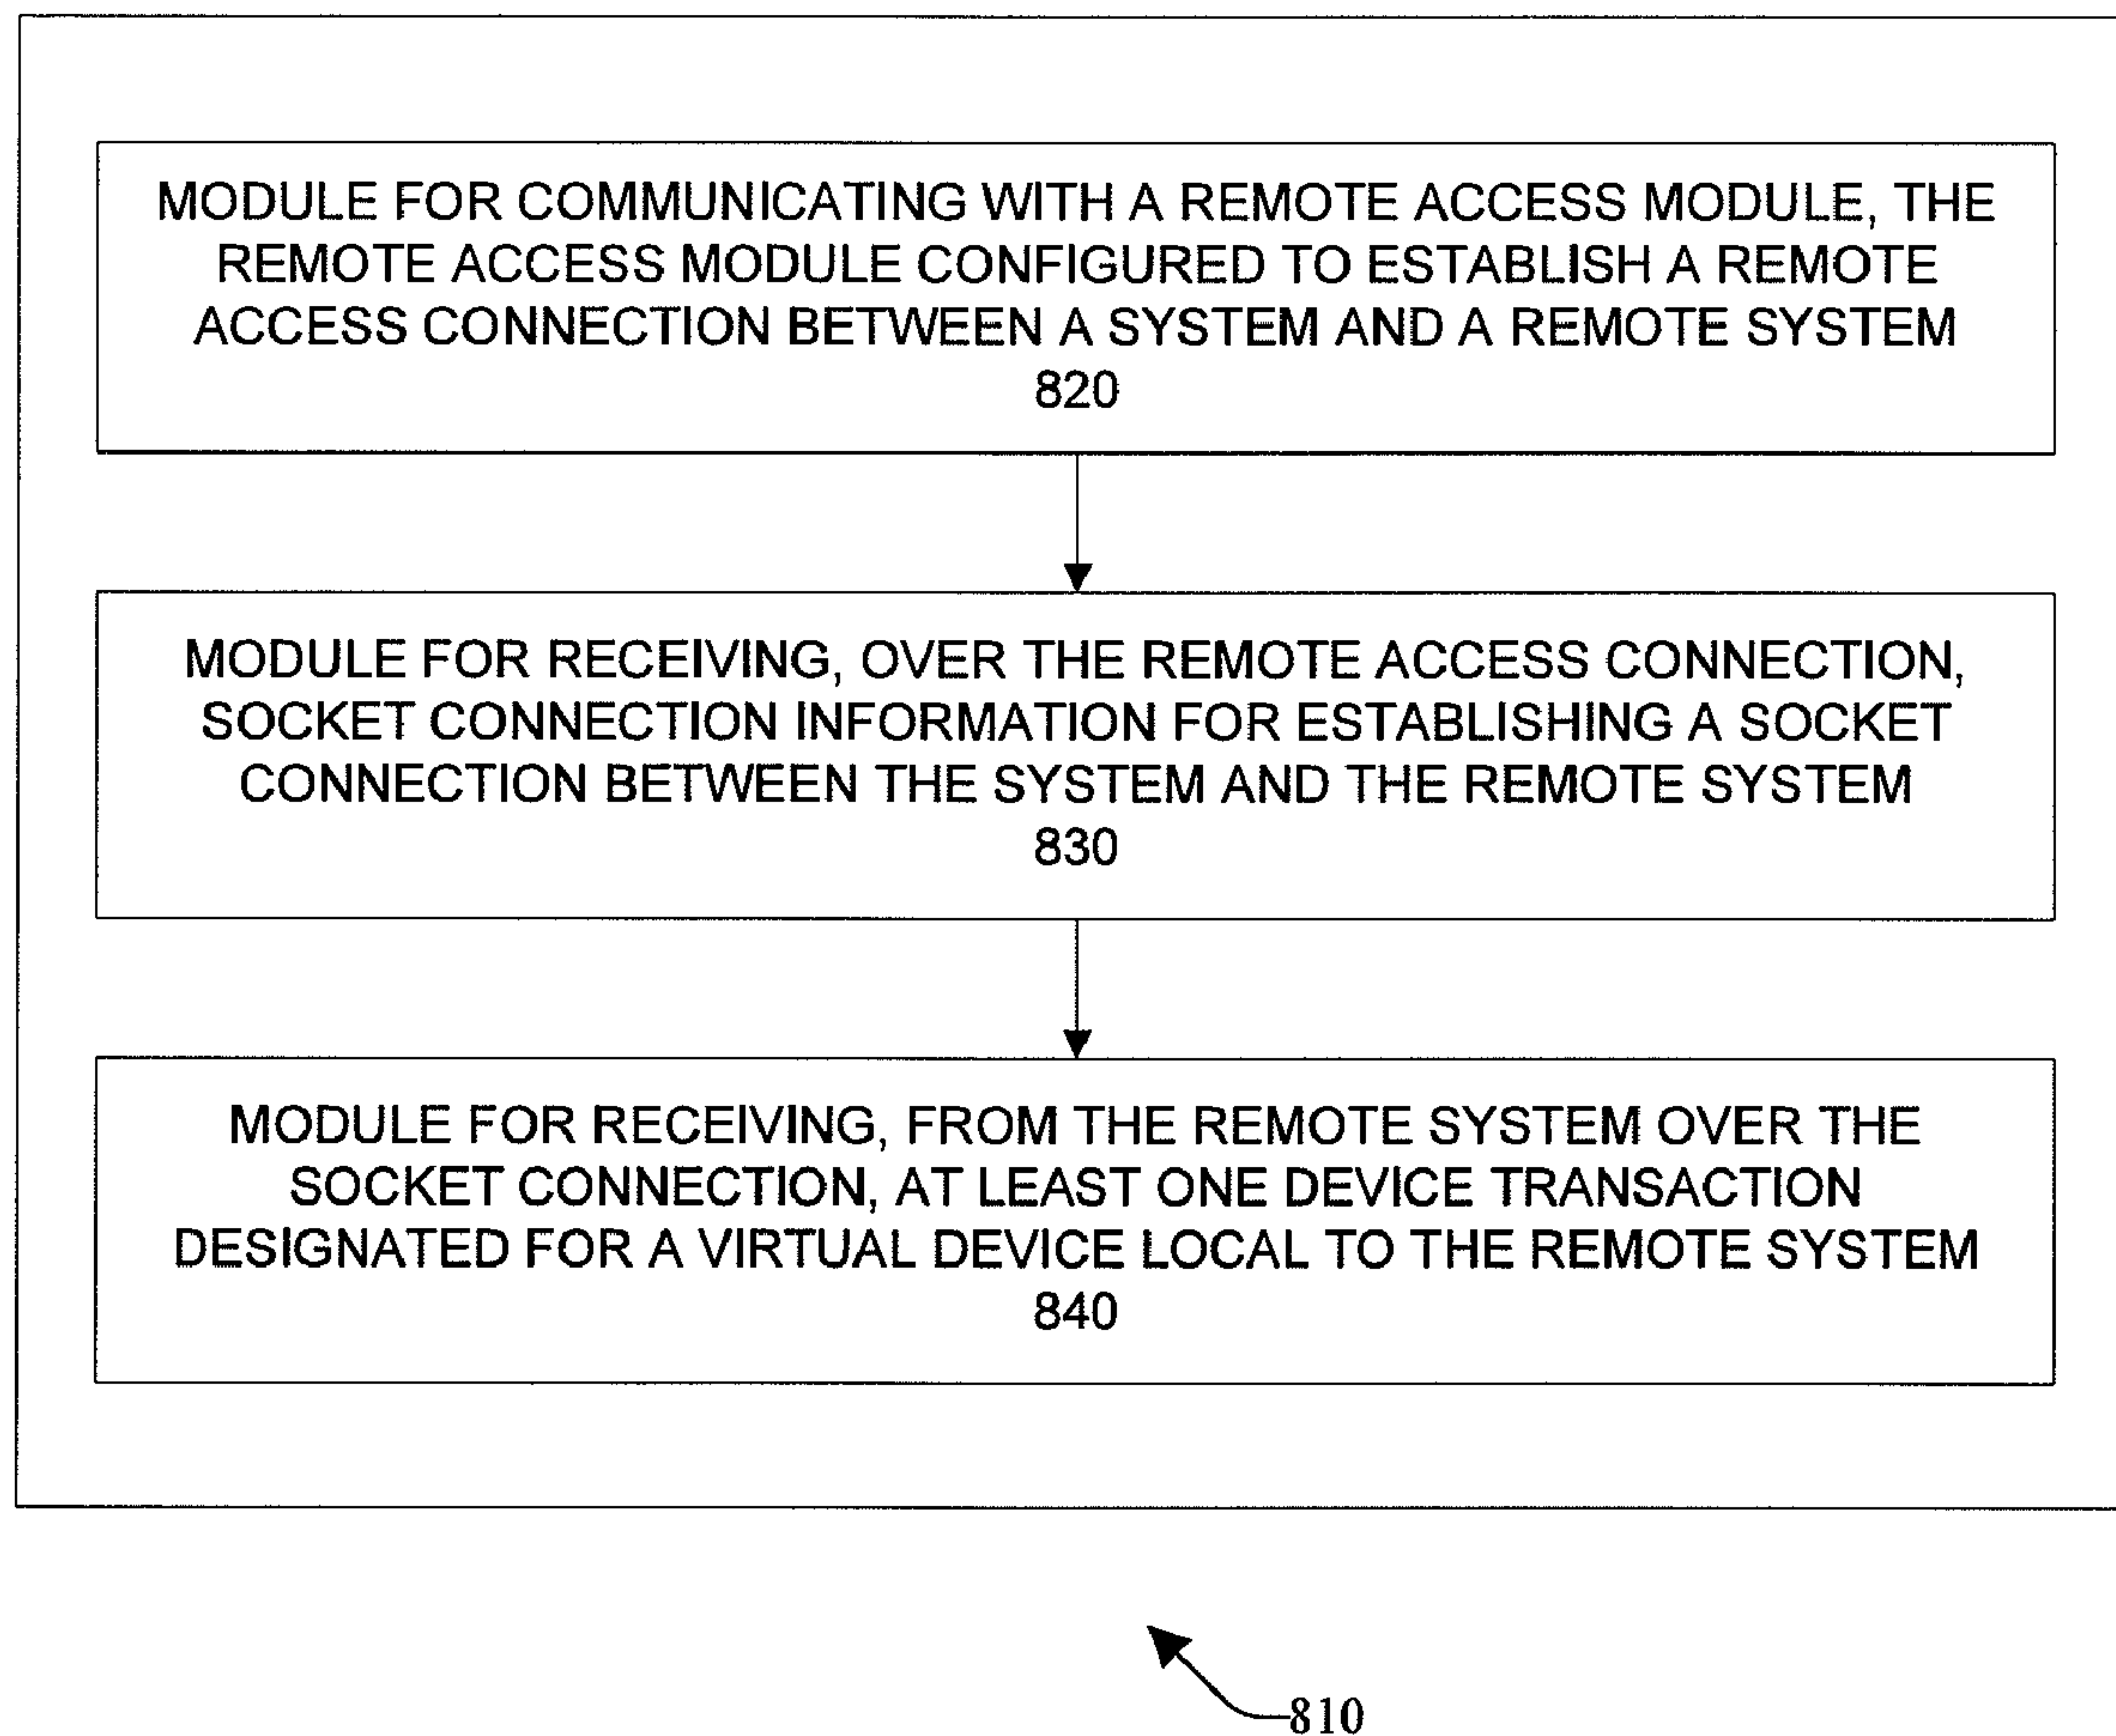 MODULE FOR COMMUNICATING WITH A REMOTE ACCESS MODULE, THE
REMOTE ACCESS MODULE CONFIGURED TO ESTABLISH A REMOTE
ACCESS CONNECTION BETWEEN A SYSTEM AND A REMOTE SYSTEM
820
MODULE FOR RECEIVING, OVER THE REMOTE ACCESS CONNECTION,
SOCKET CONNECTION INFORMATION FOR ESTABLISHING A SOCKET
CONNECTION BETWEEN THE SYSTEM AND THE REMOTE SYSTEM
830
MODULE FOR RECEIVING, FROM THE REMOTE SYSTEM OVER THE
SOCKET CONNECTION, AT LEAST ONE DEVICE TRANSACTION
DESIGNATED FOR A VIRTUAL DEVICE LOCAL TO THE REMOTE SYSTEM
840
810